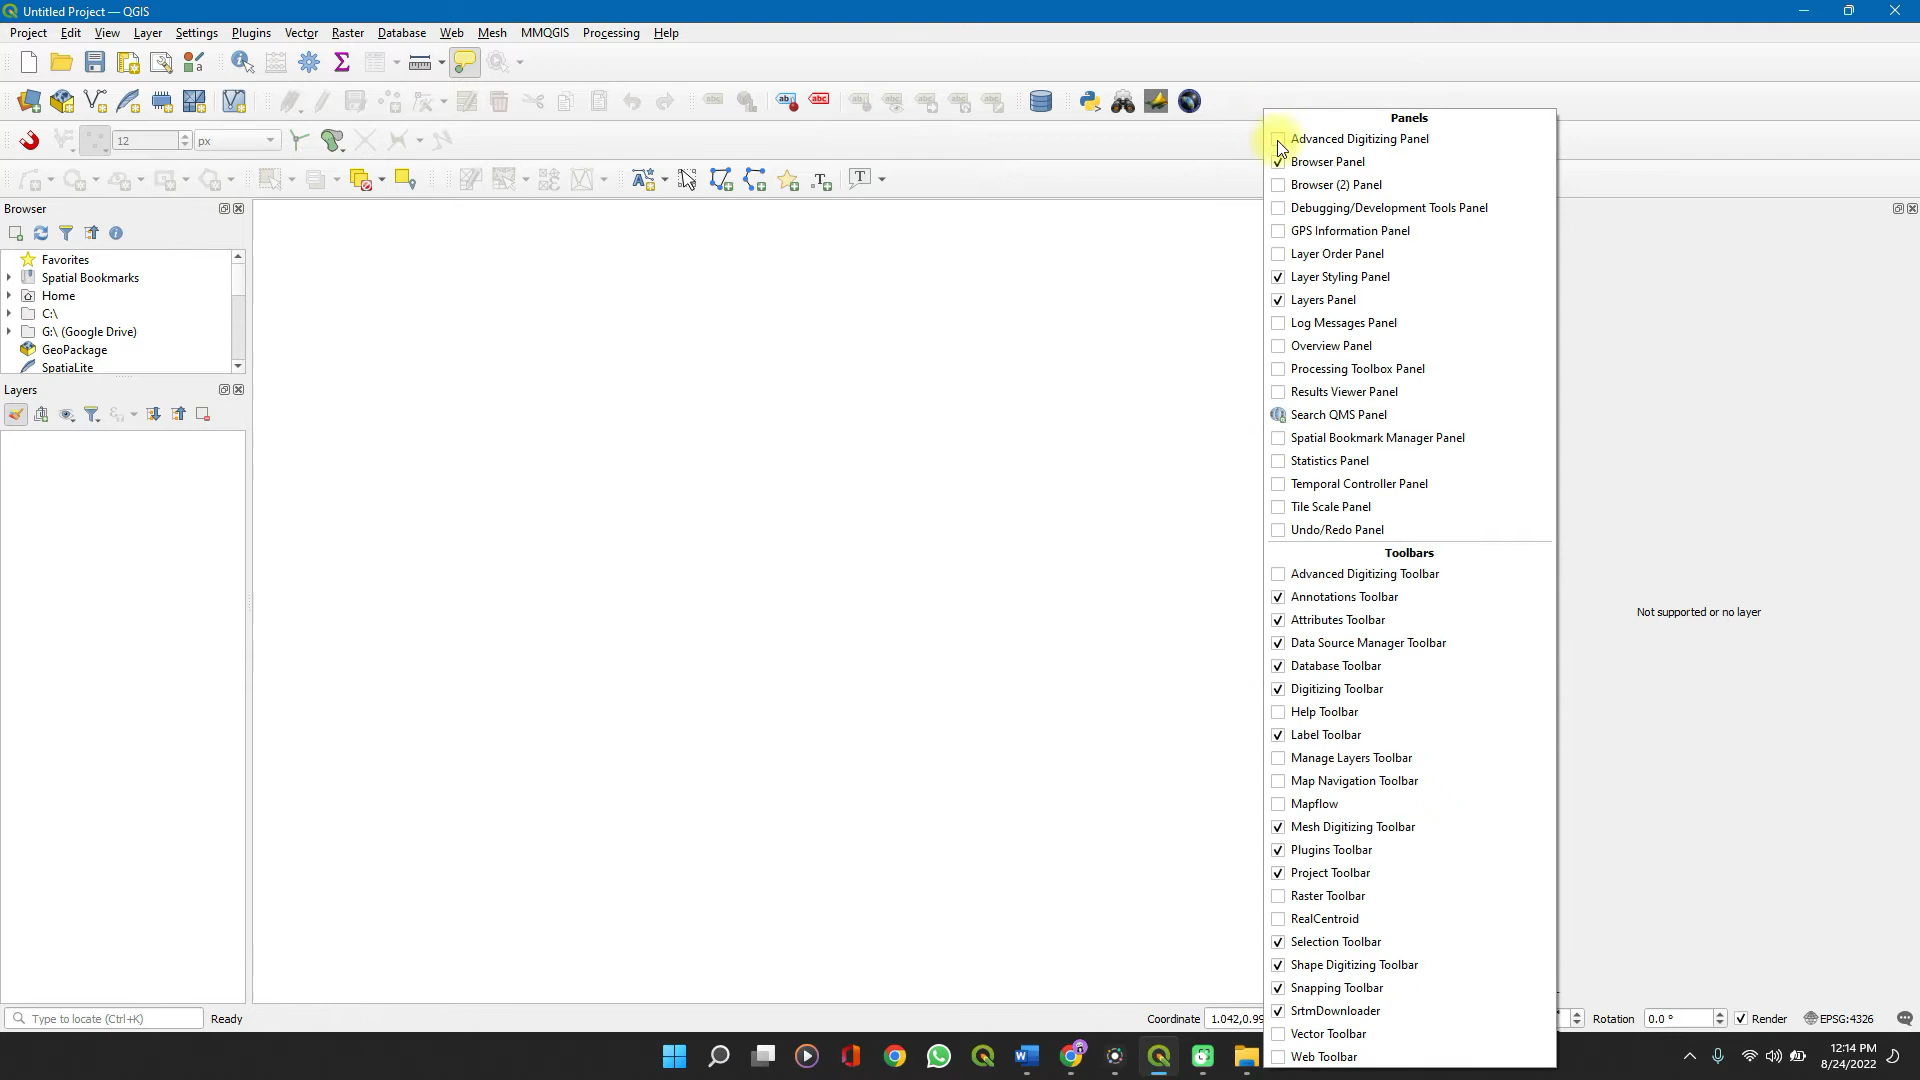 Untitled Project — QGIS
Project Edit View Layer Settings Plugins Vector Raster Database Web Mesh MMQGIS Processing Help
12 px
Panels
Advanced Digitizing Panel
Browser Panel
Browser (2) Panel
Debugging/Development Tools Panel
GPS Information Panel
Layer Order Panel
Layer Styling Panel
Layers Panel
Log Messages Panel
Overview Panel
Processing Toolbox Panel
Results Viewer Panel
Search QMS Panel
Spatial Bookmark Manager Panel
Statistics Panel
Temporal Controller Panel
Tile Scale Panel
Undo/Redo Panel
Toolbars
Advanced Digitizing Toolbar
Annotations Toolbar
Attributes Toolbar
Data Source Manager Toolbar
Database Toolbar
Digitizing Toolbar
Help Toolbar
Label Toolbar
Manage Layers Toolbar
Map Navigation Toolbar
Mapflow
Mesh Digitizing Toolbar
Plugins Toolbar
Project Toolbar
Raster Toolbar
RealCentroid
Selection Toolbar
Shape Digitizing Toolbar
Snapping Toolbar
SrtmDownloader
Vector Toolbar
Web Toolbar
Browser
Favorites
Spatial Bookmarks
Home
C:\
G:\ (Google Drive)
GeoPackage
SpatiaLite
Layers
Not supported or no layer
Type to locate (Ctrl+K) Ready
Coordinate 1.042,0.99
Rotation 0.0 ° Render EPSG:4326
12:14 PM
8/24/2022